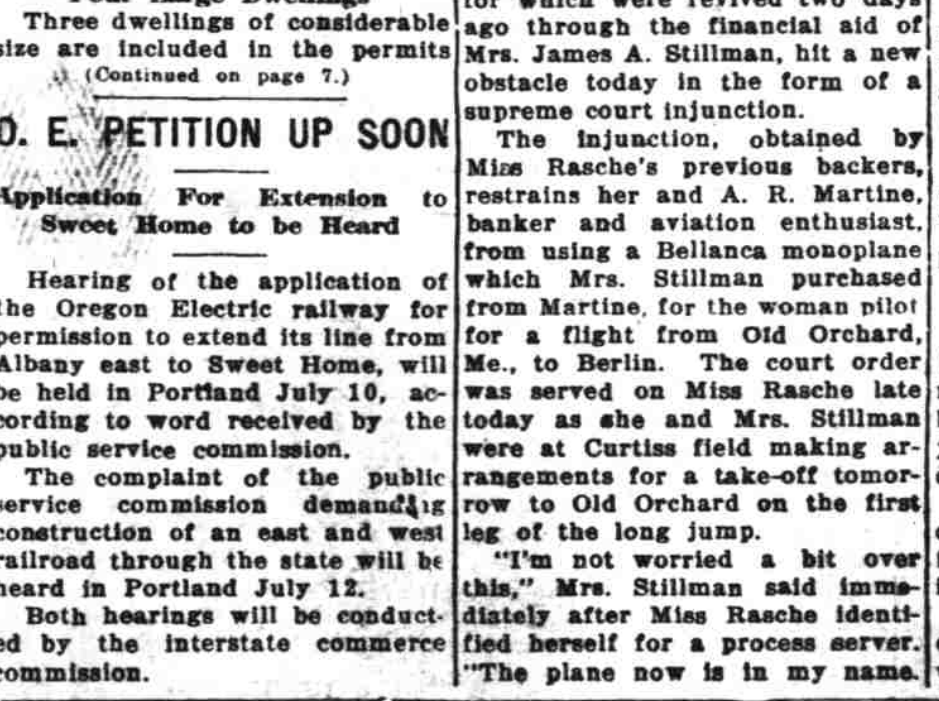 Three dwellings of considerable
size are included in the permits
(Continued on page 7.)
O. E. PETITION UP SOON
Application For Extension to
Sweet Home to be Heard
Hearing of the application of
the Oregon Electric railway for
permission to extend its line from
Albany east to Sweet Home, will
be held in Portland July 10, ac-
cording to word received by the
public service commission.
The complaint of the public
service commission demanding
construction of an east and west
railroad through the state will be
heard in Portland July 12.
Both hearings will be conduct-
ed by the interstate commerce
commission.
for which were revived two days
ago through the financial aid of
Mrs. James A. Stillman, hit a new
obstacle today in the form of a
supreme court injunction.
The injunction, obtained by
Miss Rasche's previous backers,
restrains her and A. R. Martine,
banker and aviation enthusiast,
from using a Bellanca monoplane
which Mrs. Stillman purchased
from Martine, for the woman pilot
for a flight from Old Orchard,
Me., to Berlin. The court order
was served on Miss Rasche late
today as she and Mrs. Stillman
were at Curtiss field making ar-
rangements for a take-off tomor-
row to Old Orchard on the first
leg of the long jump.
"I'm not worried a bit over
this," Mrs. Stillman said imme-
diately after Miss Rasche identi-
fied herself for a process server.
"The plane now is in my name.